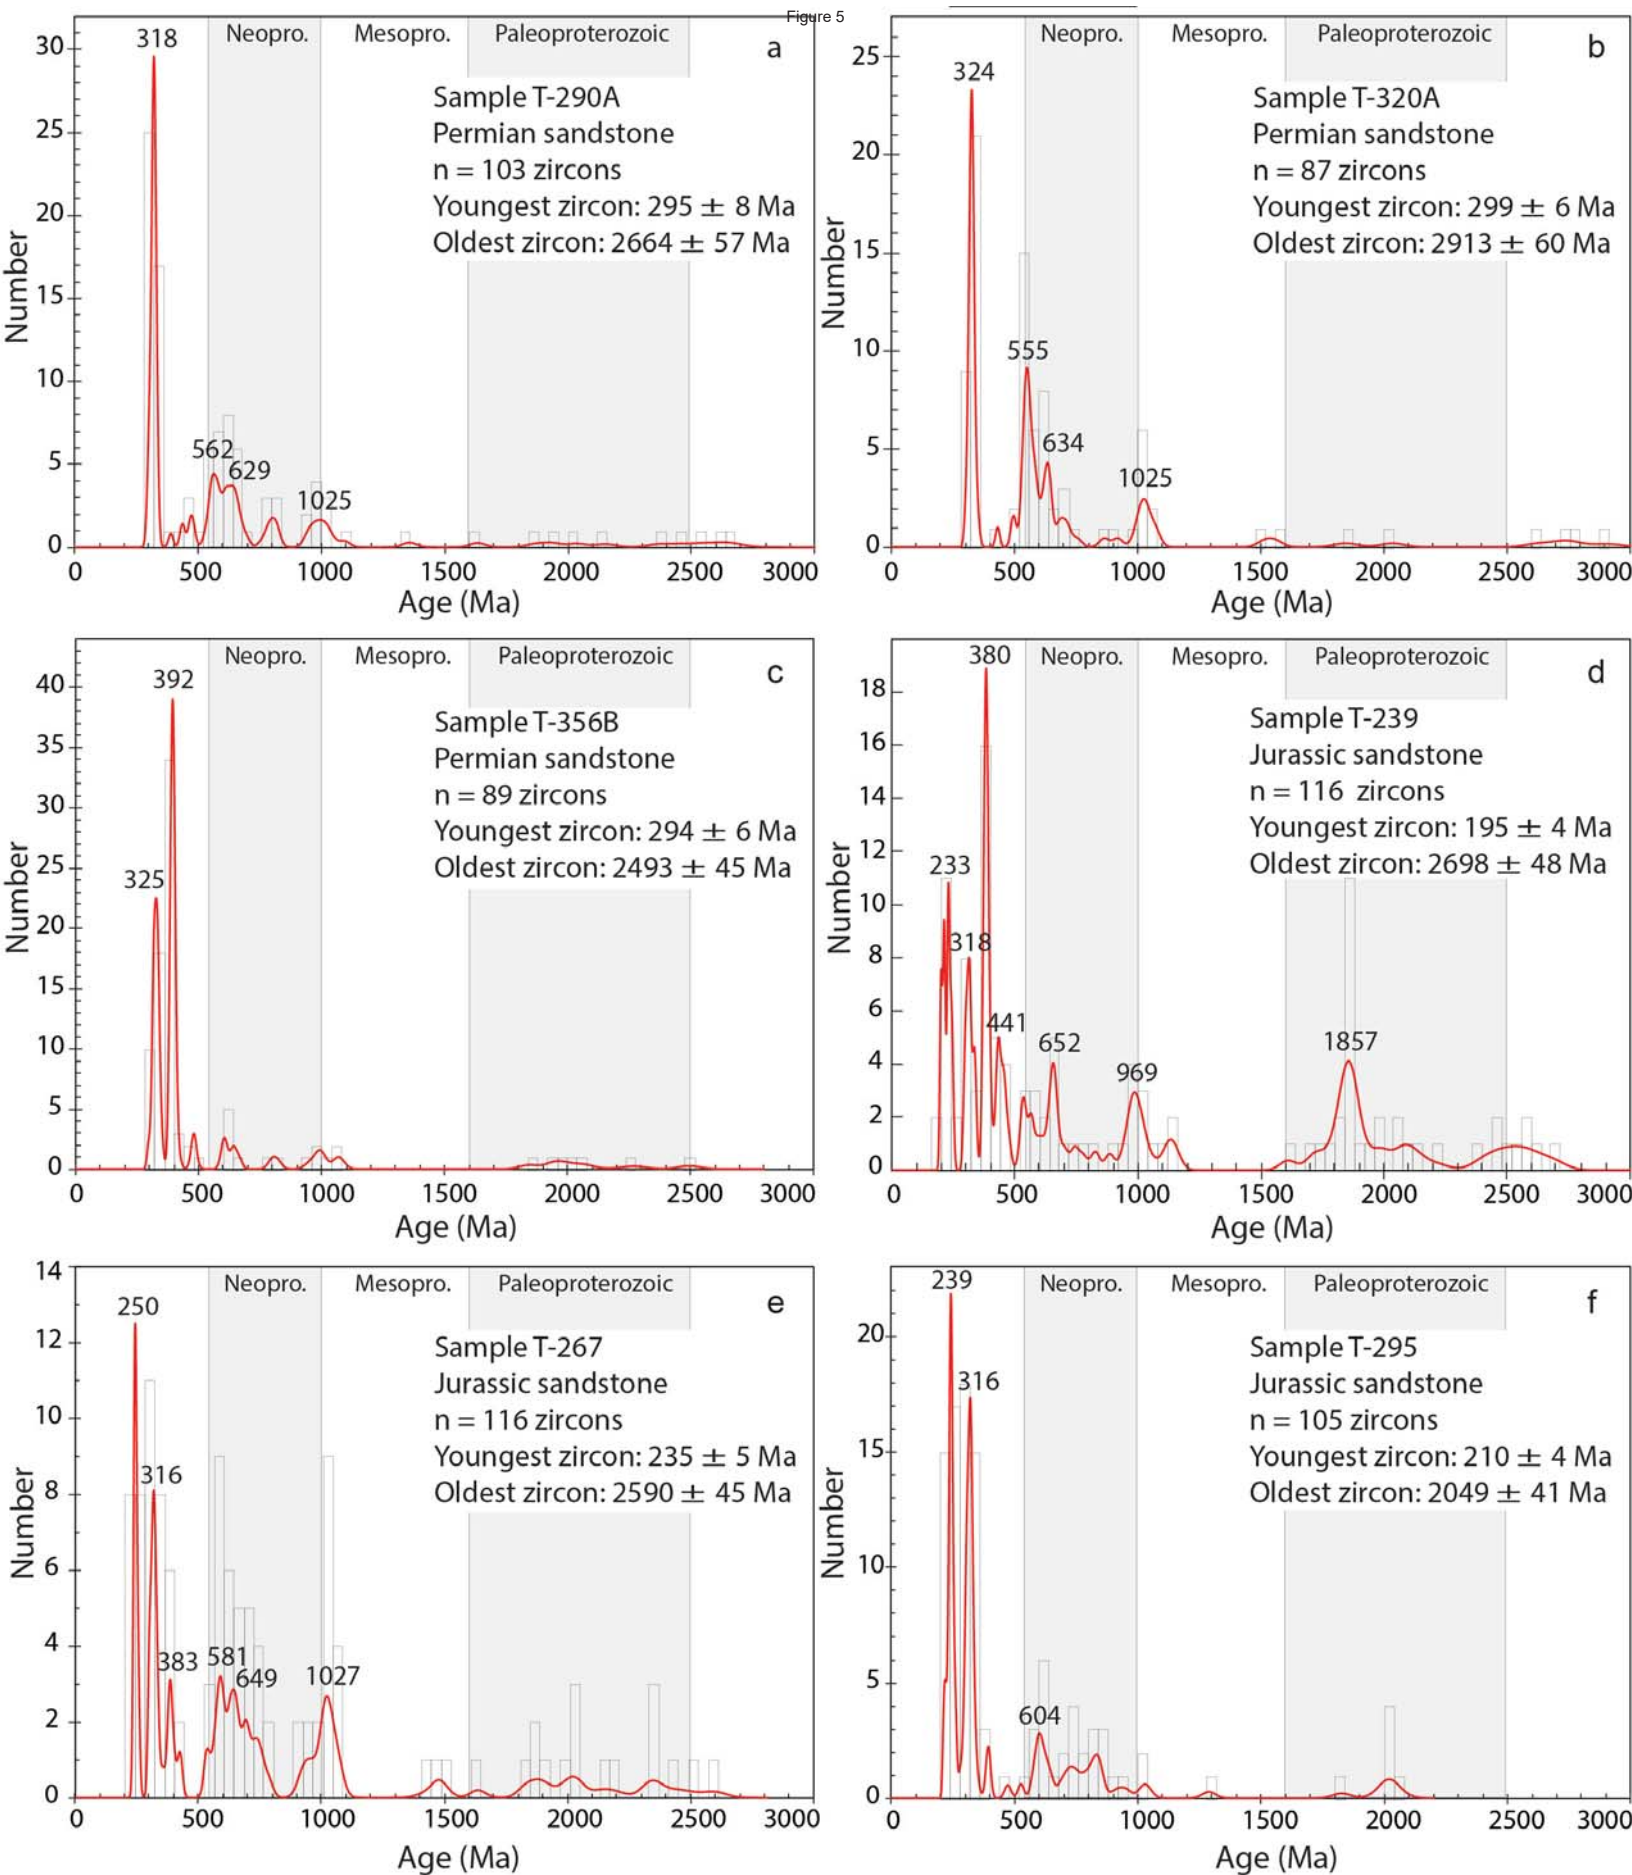 Figure 5
318
Neopro.
Mesopro.
Paleoproterozoic
a
Sample T-290A
Permian sandstone
n = 103 zircons
Youngest zircon: 295 ± 8 Ma
Oldest zircon: 2664 ± 57 Ma
562
629
1025
Number
30
25
20
15
10
5
0
0 500 1000 1500 2000 2500 3000
Age (Ma)
324
Neopro.
Mesopro.
Paleoproterozoic
b
Sample T-320A
Permian sandstone
n = 87 zircons
Youngest zircon: 299 ± 6 Ma
Oldest zircon: 2913 ± 60 Ma
555
634
1025
Number
25
20
15
10
5
0
0 500 1000 1500 2000 2500 3000
Age (Ma)
392
Neopro.
Mesopro.
Paleoproterozoic
c
Sample T-356B
Permian sandstone
n = 89 zircons
Youngest zircon: 294 ± 6 Ma
Oldest zircon: 2493 ± 45 Ma
325
Number
40
35
30
25
20
15
10
5
0
0 500 1000 1500 2000 2500 3000
Age (Ma)
380
Neopro.
Mesopro.
Paleoproterozoic
d
Sample T-239
Jurassic sandstone
n = 116 zircons
Youngest zircon: 195 ± 4 Ma
Oldest zircon: 2698 ± 48 Ma
233
318
441
652
969
1857
Number
18
16
14
12
10
8
6
4
2
0
0 500 1000 1500 2000 2500 3000
Age (Ma)
250
Neopro.
Mesopro.
Paleoproterozoic
e
Sample T-267
Jurassic sandstone
n = 116 zircons
Youngest zircon: 235 ± 5 Ma
Oldest zircon: 2590 ± 45 Ma
316
383
581
649
1027
Number
14
12
10
8
6
4
2
0
0 500 1000 1500 2000 2500 3000
Age (Ma)
239
Neopro.
Mesopro.
Paleoproterozoic
f
Sample T-295
Jurassic sandstone
n = 105 zircons
Youngest zircon: 210 ± 4 Ma
Oldest zircon: 2049 ± 41 Ma
316
604
Number
20
15
10
5
0
0 500 1000 1500 2000 2500 3000
Age (Ma)